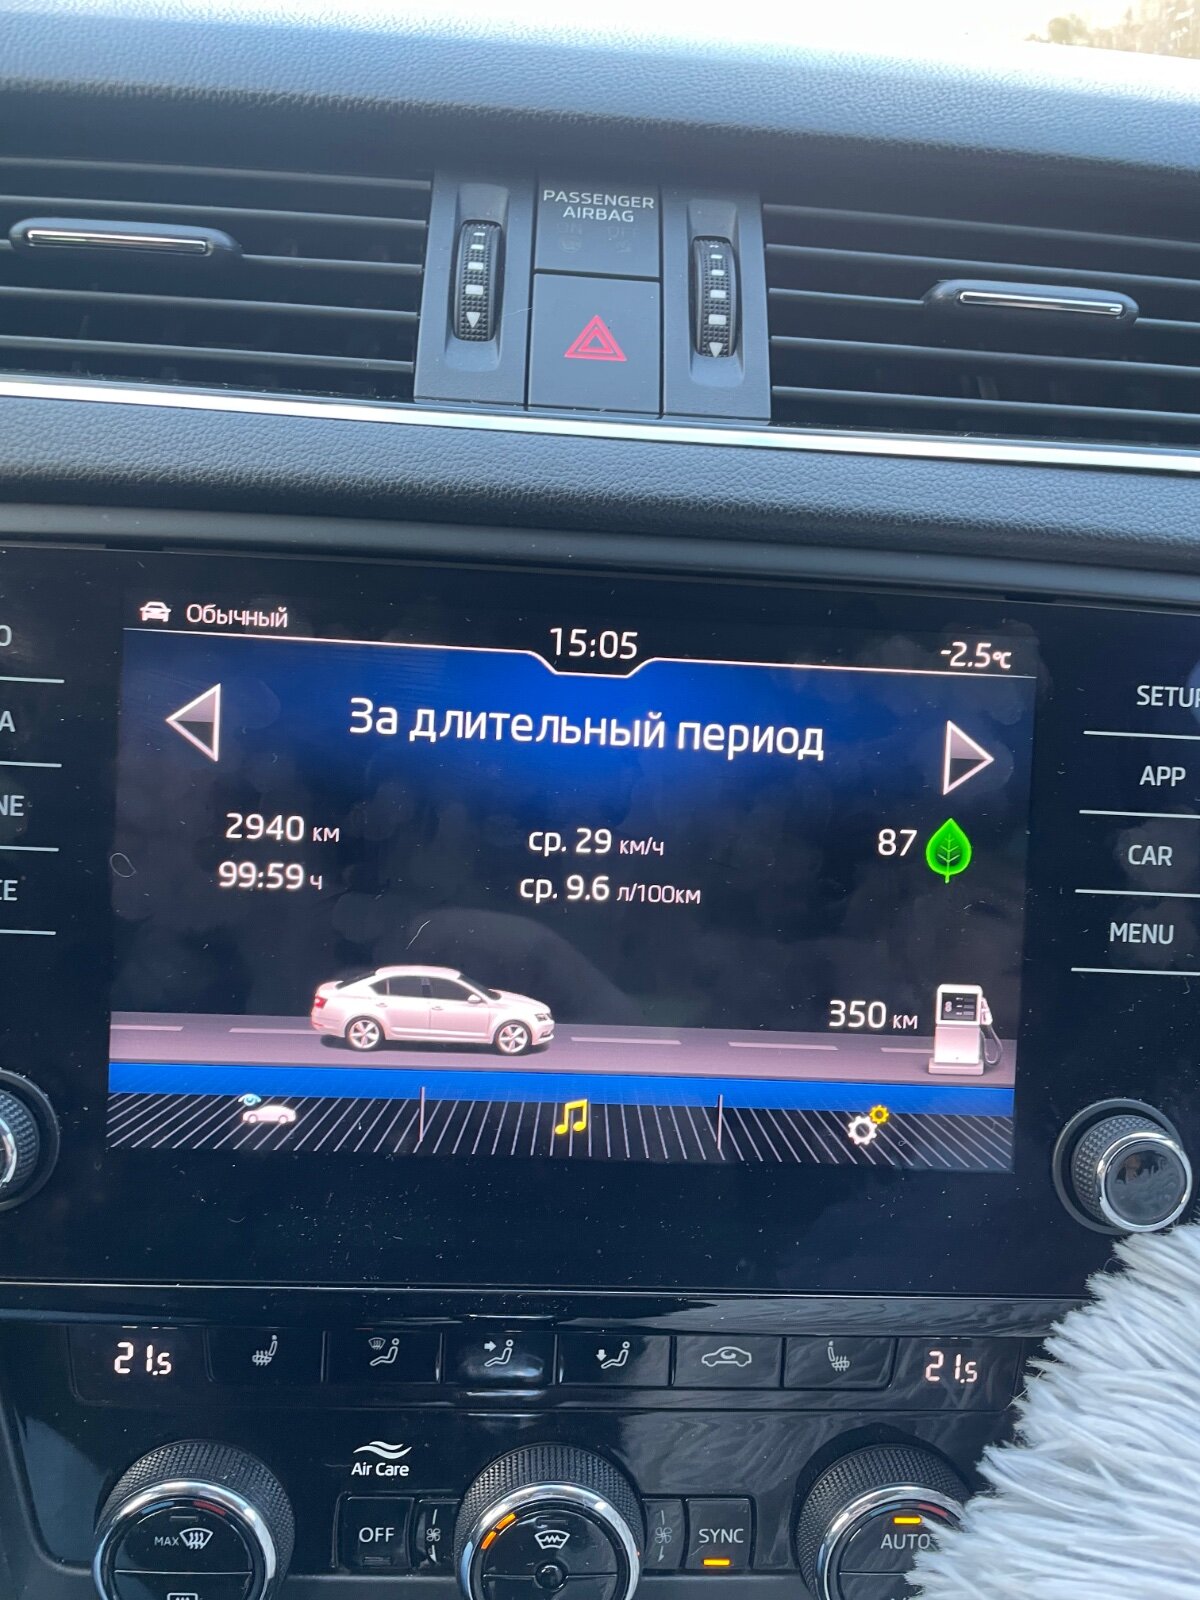 PASSENGER
AIRBAG
ON OFF
Обычный
15:05
-2.5°C
За длительный период
2940 км
ср. 29 км/ч
87
99:59 ч
ср. 9.6 л/100км
350 км
SETUP
APP
CAR
MENU
21.5
21.5
Air Care
MAX
OFF
SYNC
AUTO